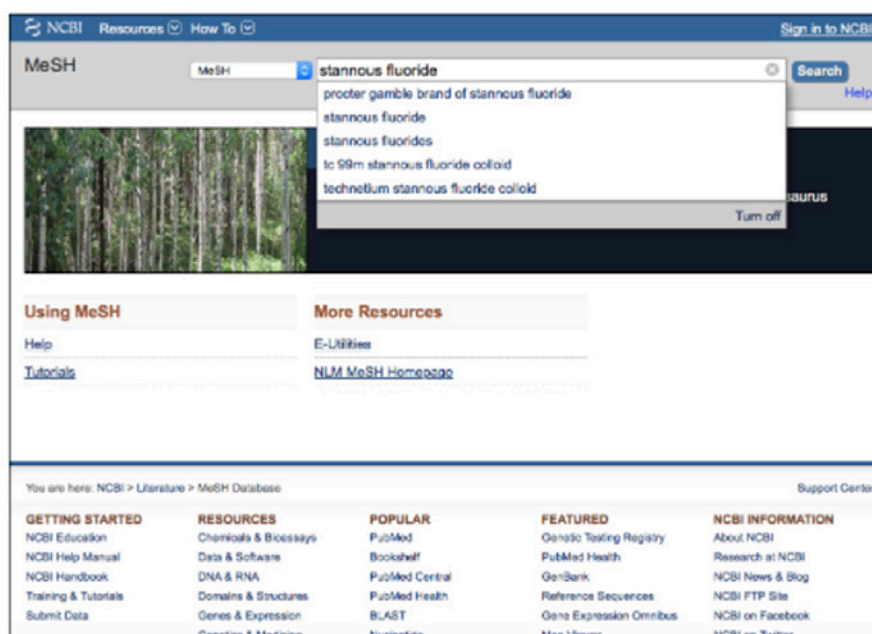 NCBI Resources How To Sign in to NCBI
MeSH MeSH stannous fluoride Search
Help
procter gamble brand of stannous fluoride
stannous fluoride
stannous fluorides
tc 99m stannous fluoride colloid
technetium stannous fluoride colloid
saurus
Turn off
Using MeSH More Resources
Help E-Utilities
Tutorials NLM MeSH Homepage
You are here: NCBI > Literature > MeSH Database Support Center
GETTING STARTED RESOURCES POPULAR FEATURED NCBI INFORMATION
NCBI Education Chemicals & Bioassays PubMed Genetic Testing Registry About NCBI
NCBI Help Manual Data & Software Bookshelf PubMed Health Research at NCBI
NCBI Handbook DNA & RNA PubMed Central GenBank NCBI News & Blog
Training & Tutorials Domains & Structures PubMed Health Reference Sequences NCBI FTP Site
Submit Data Genes & Expression BLAST Gene Expression Omnibus NCBI on Facebook